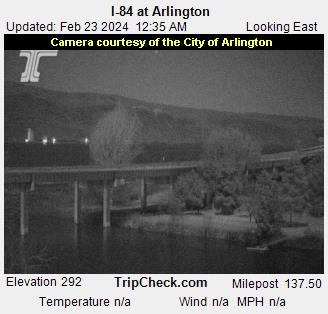 I-84 at Arlington
Updated: Feb 23 2024 12:35 AM Looking East
Camera courtesy of the City of Arlington
Elevation 292 TripCheck.com Milepost 137.50
Temperature n/a Wind n/a MPH n/a